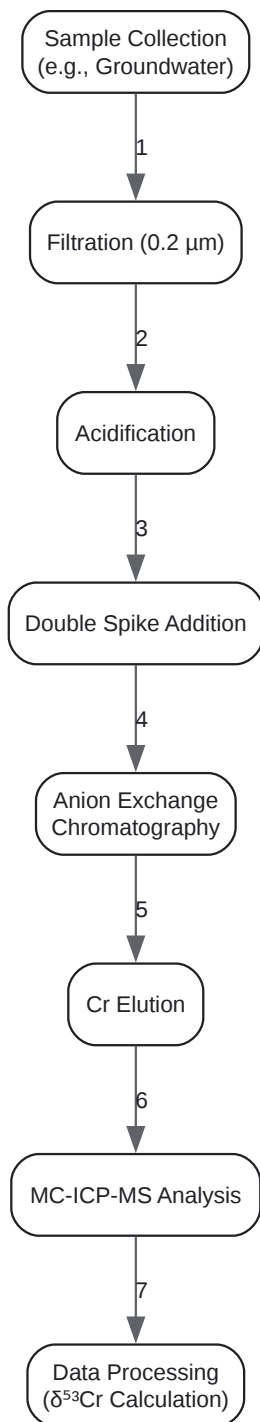 Sample Collection
(e.g., Groundwater)
1
Filtration (0.2 µm)
2
Acidification
3
Double Spike Addition
4
Anion Exchange
Chromatography
5
Cr Elution
6
MC-ICP-MS Analysis
7
Data Processing
(δ⁵³Cr Calculation)